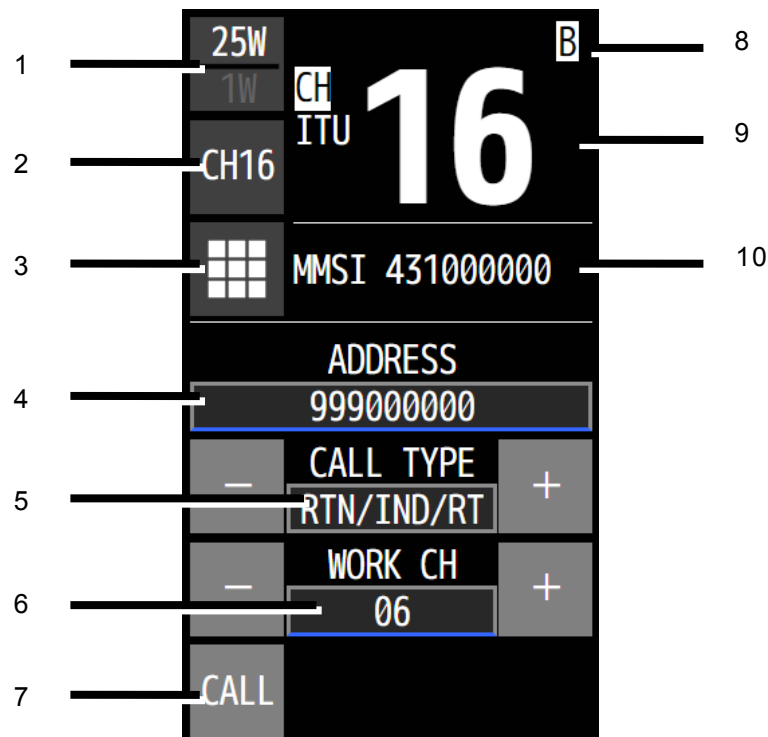 1
25W
1W
2
CH16
3
4
5
6
7
CALL
B
8
CH
ITU
16
9
MMSI 431000000
10
ADDRESS
999000000
−
CALL TYPE
RTN/IND/RT
+
−
WORK CH
06
+